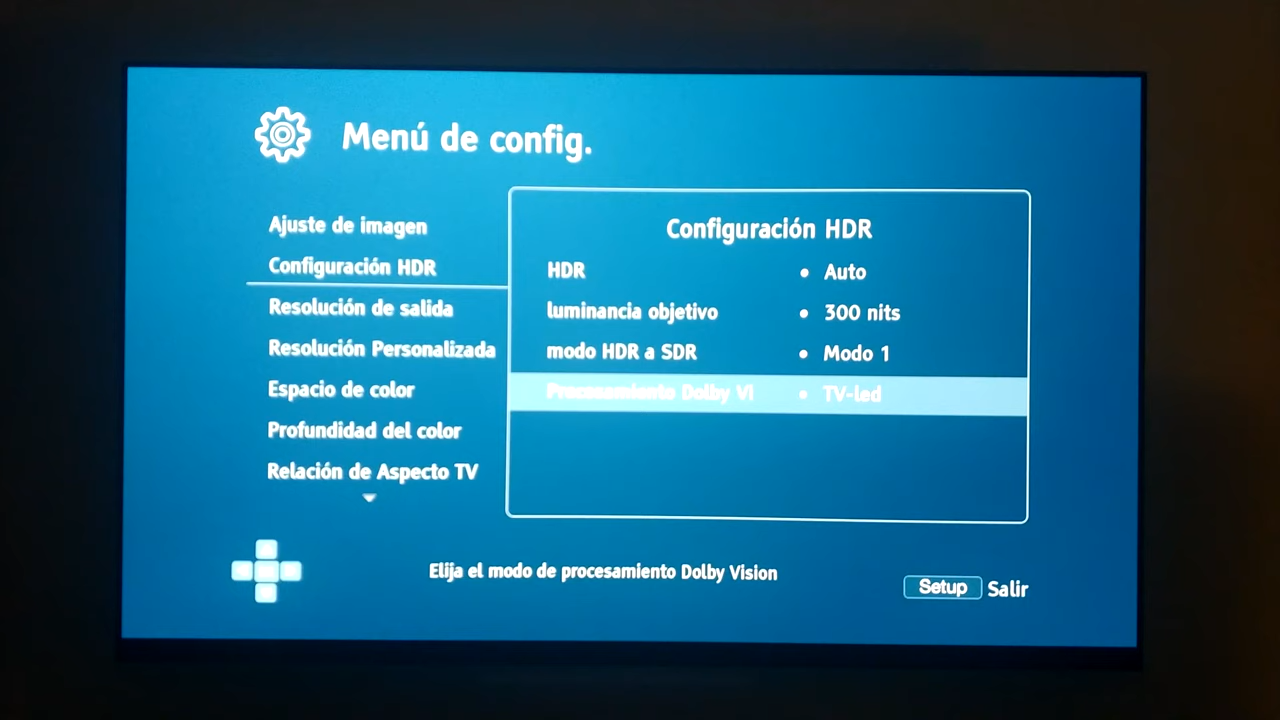 Menú de config.
Ajuste de imagen
Configuración HDR
Resolución de salida
Resolución Personalizada
Espacio de color
Profundidad del color
Relación de Aspecto TV
Configuración HDR
HDR • Auto
luminancia objetivo • 300 nits
modo HDR a SDR • Modo 1
Procesamiento Dolby Vi • TV-led
Elija el modo de procesamiento Dolby Vision
Setup Salir